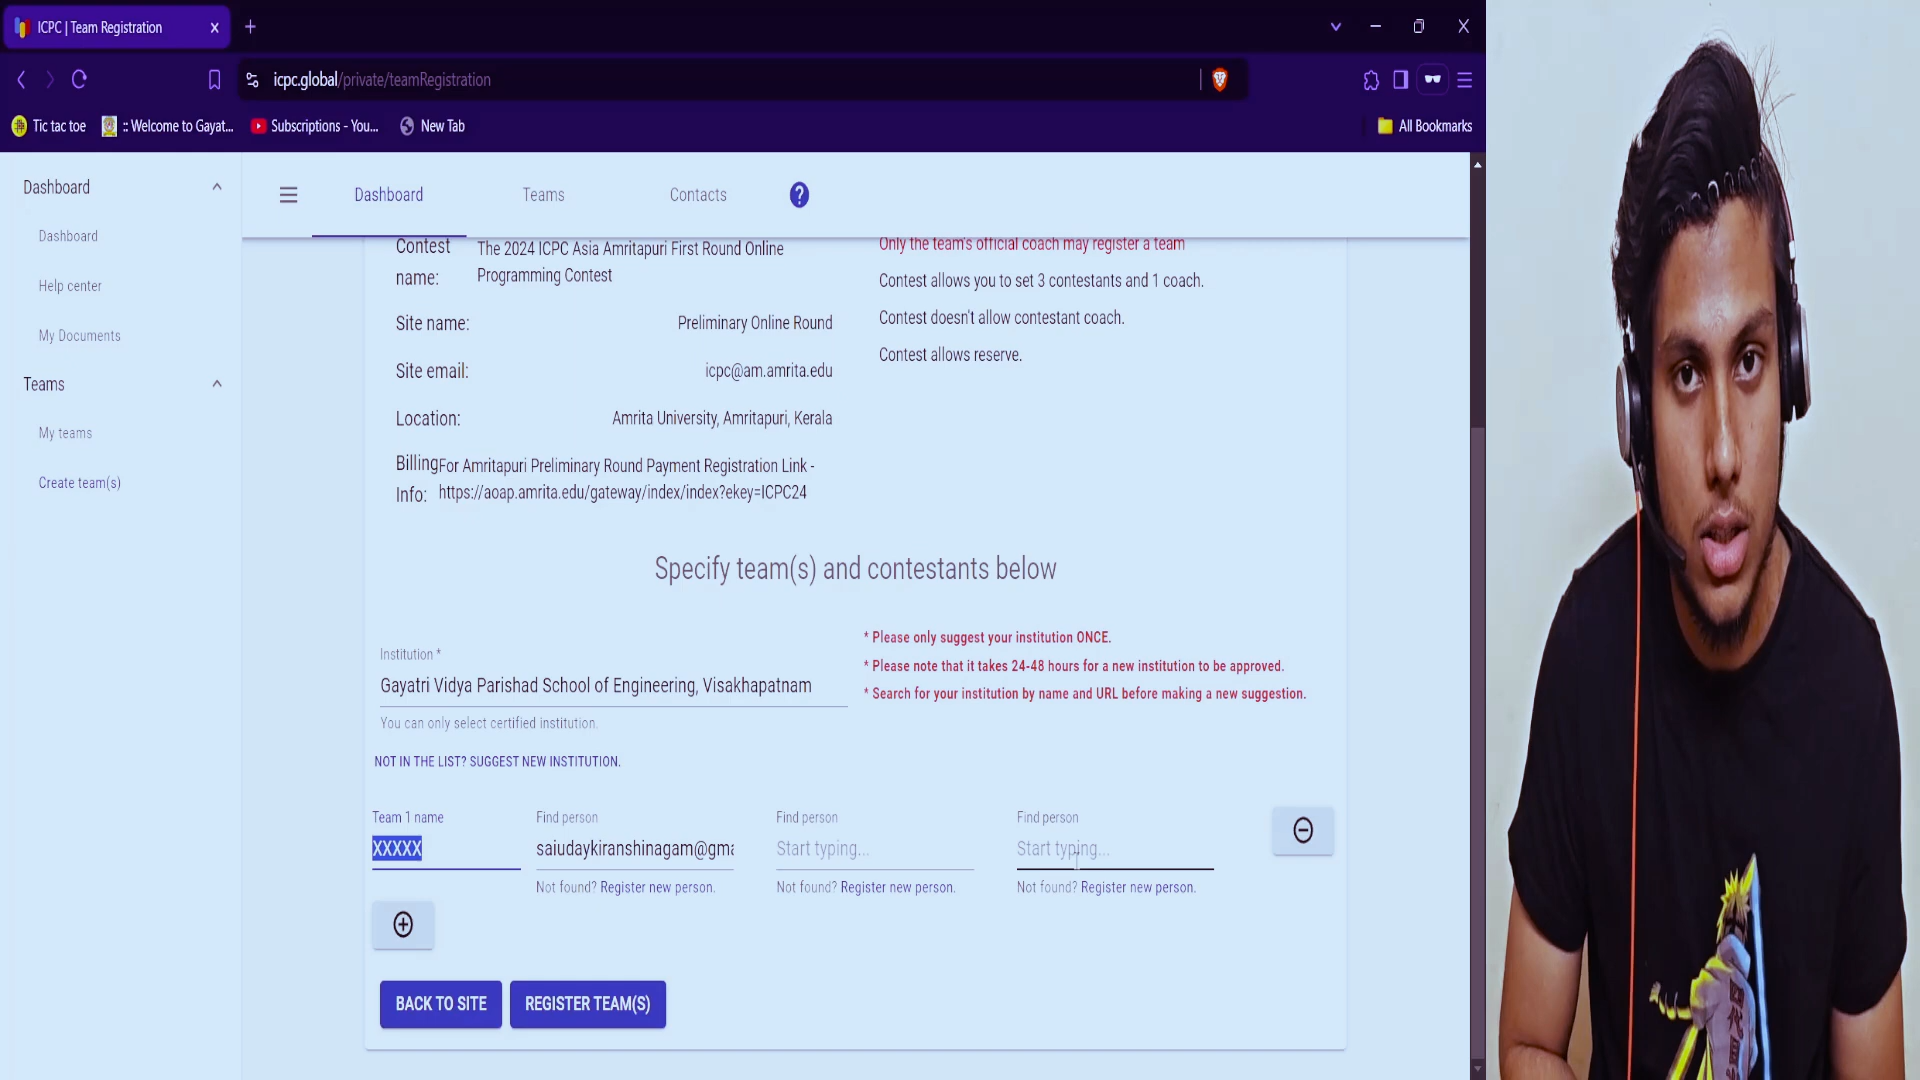 ICPC | Team Registration
icpc.global/private/teamRegistration
Tic tac toe
:: Welcome to Gayat...
Subscriptions - You...
New Tab
All Bookmarks
Dashboard
Dashboard
Help center
My Documents
Teams
My teams
Create team(s)
Dashboard
Teams
Contacts
?
Contest name:
The 2024 ICPC Asia Amritapuri First Round Online
Programming Contest
Site name:
Preliminary Online Round
Site email:
icpc@am.amrita.edu
Location:
Amrita University, Amritapuri, Kerala
Billing Info:
For Amritapuri Preliminary Round Payment Registration Link -
https://aoap.amrita.edu/gateway/index/index?ekey=ICPC24
Only the team's official coach may register a team
Contest allows you to set 3 contestants and 1 coach.
Contest doesn't allow contestant coach.
Contest allows reserve.
Specify team(s) and contestants below
Institution *
Gayatri Vidya Parishad School of Engineering, Visakhapatnam
You can only select certified institution.
* Please only suggest your institution ONCE.
* Please note that it takes 24-48 hours for a new institution to be approved.
* Search for your institution by name and URL before making a new suggestion.
NOT IN THE LIST? SUGGEST NEW INSTITUTION.
Team 1 name
XXXXX
Find person
saiudaykiranshinagam@gma
Not found? Register new person.
Find person
Start typing...
Not found? Register new person.
Find person
Start typing...
Not found? Register new person.
BACK TO SITE
REGISTER TEAM(S)